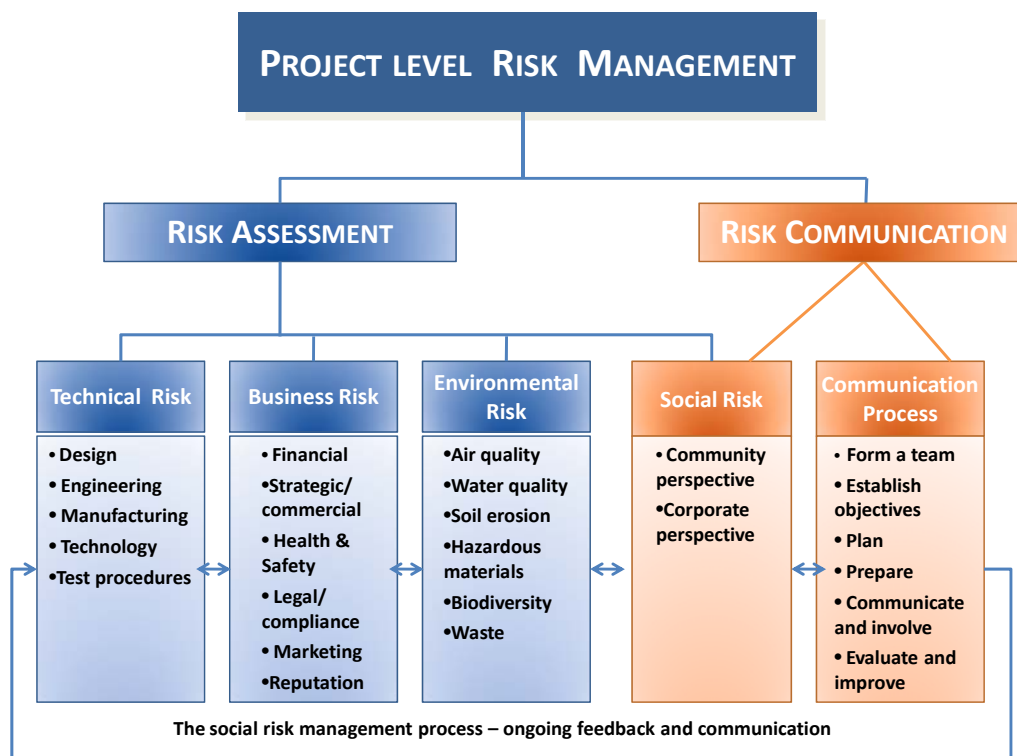 PROJECT LEVEL RISK MANAGEMENT
RISK ASSESSMENT
RISK COMMUNICATION
Technical Risk
• Design
• Engineering
• Manufacturing
• Technology
•Test procedures
Business Risk
• Financial
•Strategic/
commercial
• Health &
Safety
• Legal/
compliance
• Marketing
•Reputation
Environmental
Risk
•Air quality
•Water quality
•Soil erosion
•Hazardous
materials
•Biodiversity
•Waste
Social Risk
• Community
perspective
•Corporate
perspective
Communication
Process
• Form a team
• Establish
objectives
• Plan
• Prepare
• Communicate
and involve
• Evaluate and
improve
The social risk management process – ongoing feedback and communication